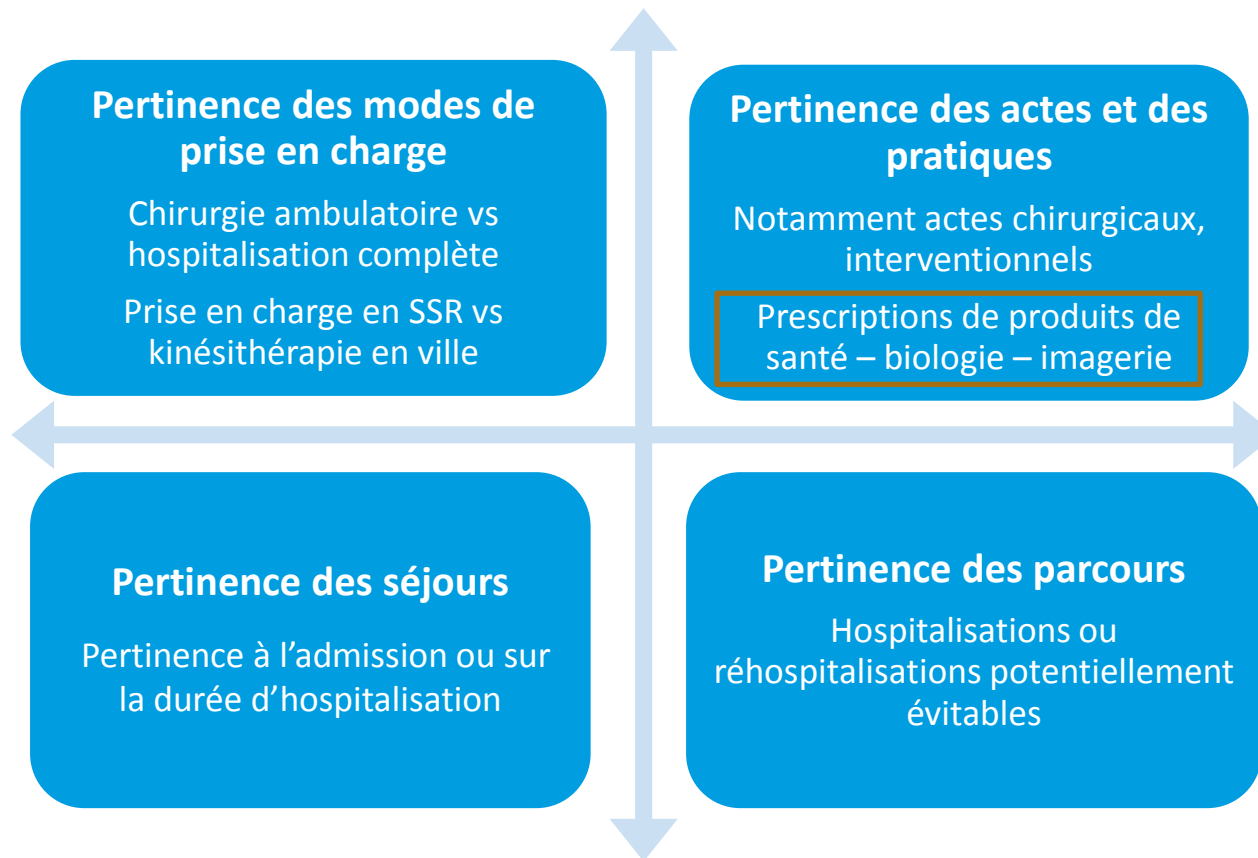 Pertinence des modes de
prise en charge
Chirurgie ambulatoire vs
hospitalisation complète
Prise en charge en SSR vs
kinésithérapie en ville
Pertinence des actes et des
pratiques
Notamment actes chirurgicaux,
interventionnels
Prescriptions de produits de
santé – biologie – imagerie
Pertinence des séjours
Pertinence à l’admission ou sur
la durée d’hospitalisation
Pertinence des parcours
Hospitalisations ou
réhospitalisations potentiellement
évitables